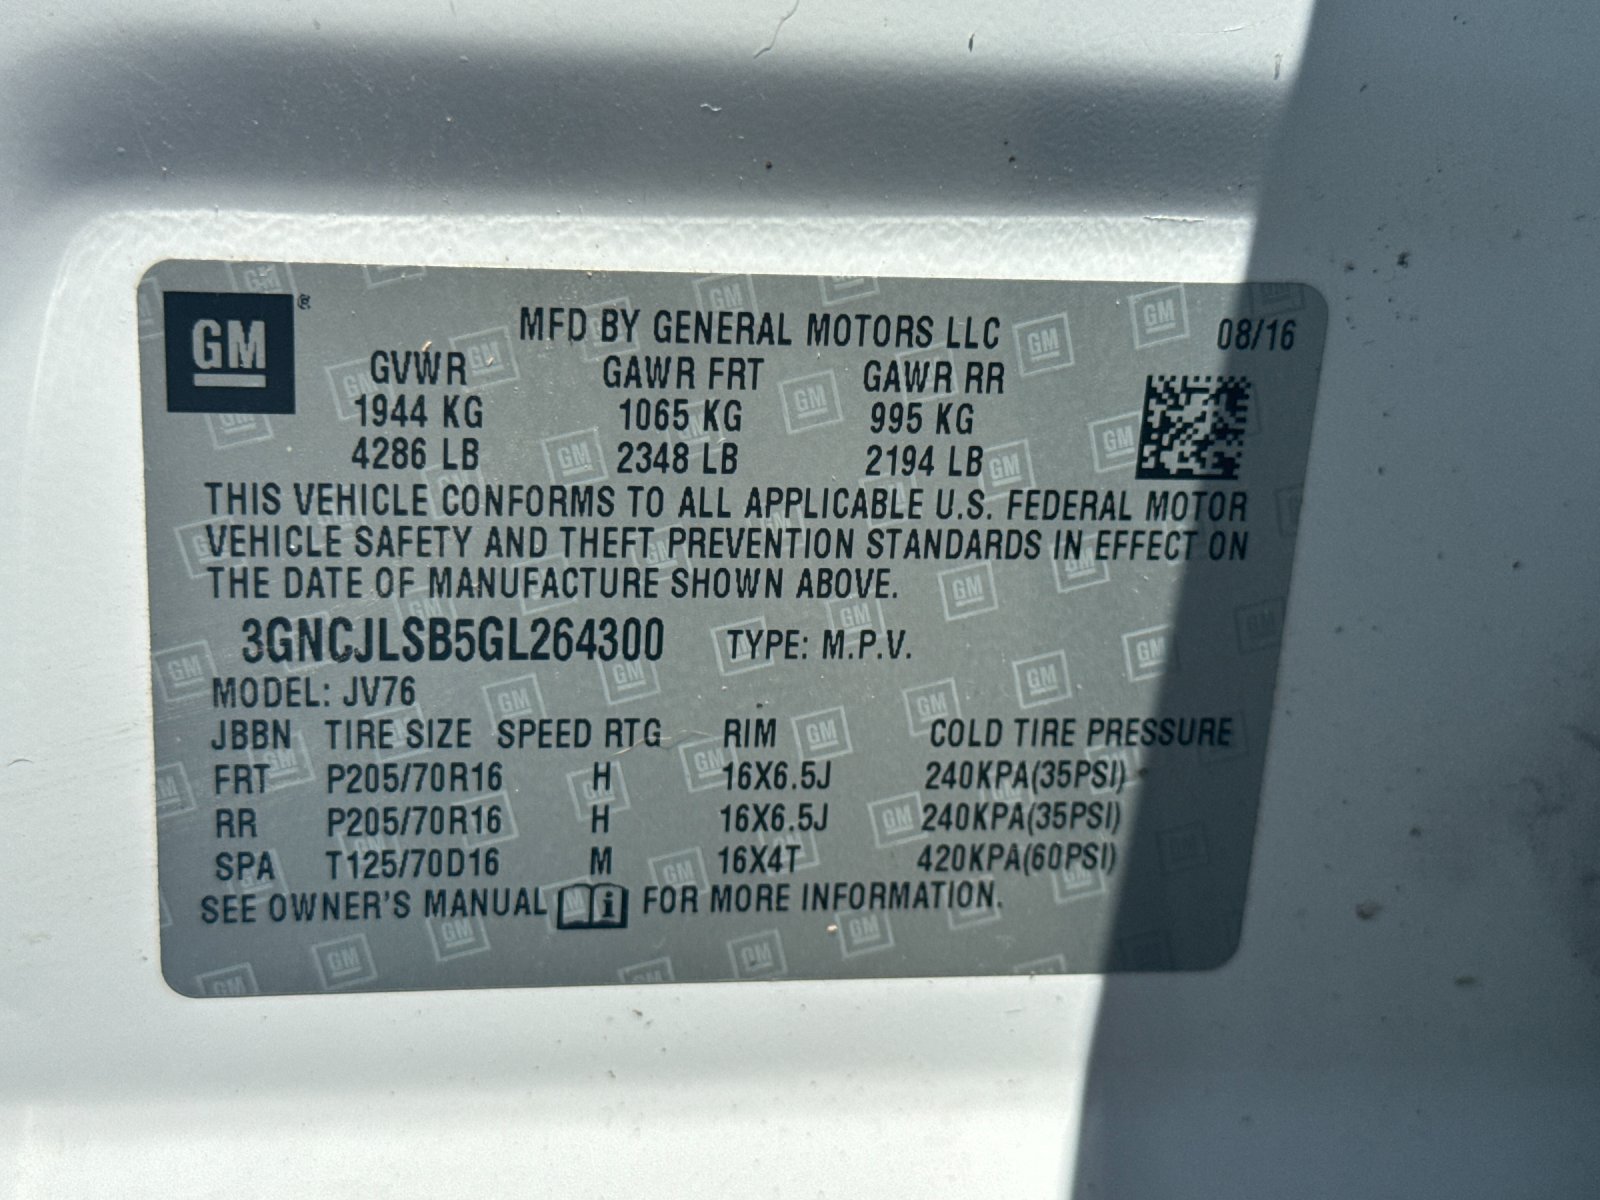 GM ®
MFD BY GENERAL MOTORS LLC 08/16
GVWR GAWR FRT GAWR RR
1944 KG 1065 KG 995 KG
4286 LB 2348 LB 2194 LB
THIS VEHICLE CONFORMS TO ALL APPLICABLE U.S. FEDERAL MOTOR
VEHICLE SAFETY AND THEFT PREVENTION STANDARDS IN EFFECT ON
THE DATE OF MANUFACTURE SHOWN ABOVE.
3GNCJLSB5GL264300 TYPE: M.P.V.
MODEL: JV76
JBBN TIRE SIZE SPEED RTG RIM COLD TIRE PRESSURE
FRT P205/70R16 H 16X6.5J 240KPA(35PSI)
RR P205/70R16 H 16X6.5J 240KPA(35PSI)
SPA T125/70D16 M 16X4T 420KPA(60PSI)
SEE OWNER'S MANUAL i FOR MORE INFORMATION.